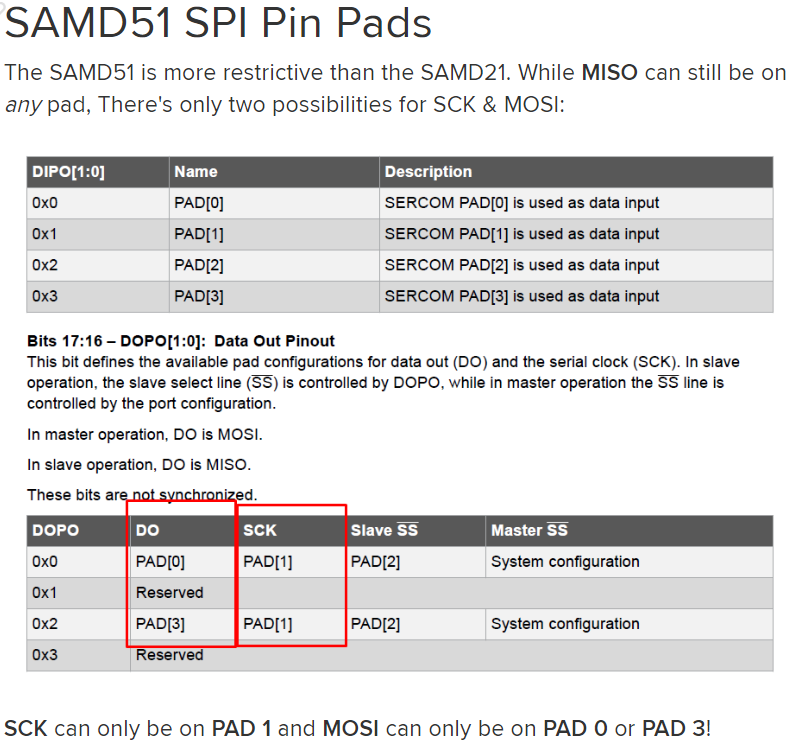 SAMD51 SPI Pin Pads
The SAMD51 is more restrictive than the SAMD21. While MISO can still be on
any pad, There's only two possibilities for SCK & MOSI:
DIPO[1:0] Name Description
0x0 PAD[0] SERCOM PAD[0] is used as data input
0x1 PAD[1] SERCOM PAD[1] is used as data input
0x2 PAD[2] SERCOM PAD[2] is used as data input
0x3 PAD[3] SERCOM PAD[3] is used as data input
Bits 17:16 – DOPO[1:0]: Data Out Pinout
This bit defines the available pad configurations for data out (DO) and the serial clock (SCK). In slave
operation, the slave select line (SS) is controlled by DOPO, while in master operation the SS line is
controlled by the port configuration.
In master operation, DO is MOSI.
In slave operation, DO is MISO.
These bits are not synchronized.
DOPO DO SCK Slave SS Master SS
0x0 PAD[0] PAD[1] PAD[2] System configuration
0x1 Reserved
0x2 PAD[3] PAD[1] PAD[2] System configuration
0x3 Reserved
SCK can only be on PAD 1 and MOSI can only be on PAD 0 or PAD 3!